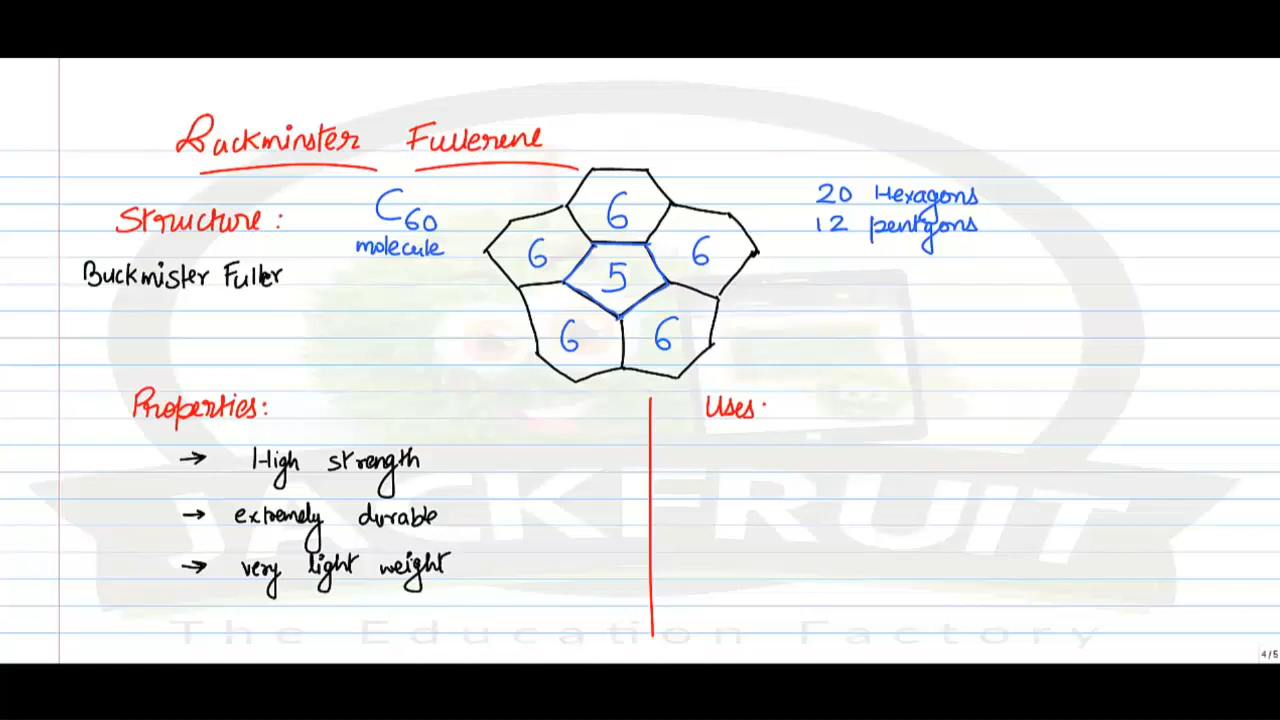 Buckminster Fullerene
Structure:
C60
molecule
Buckmister Fuller
6
6
6
5
6
6
20 Hexagons
12 pentgons
Properties:
→ High strength
→ extremely durable
→ very light weight
Uses:
JACKFRUIT
The Education Factory
4/5